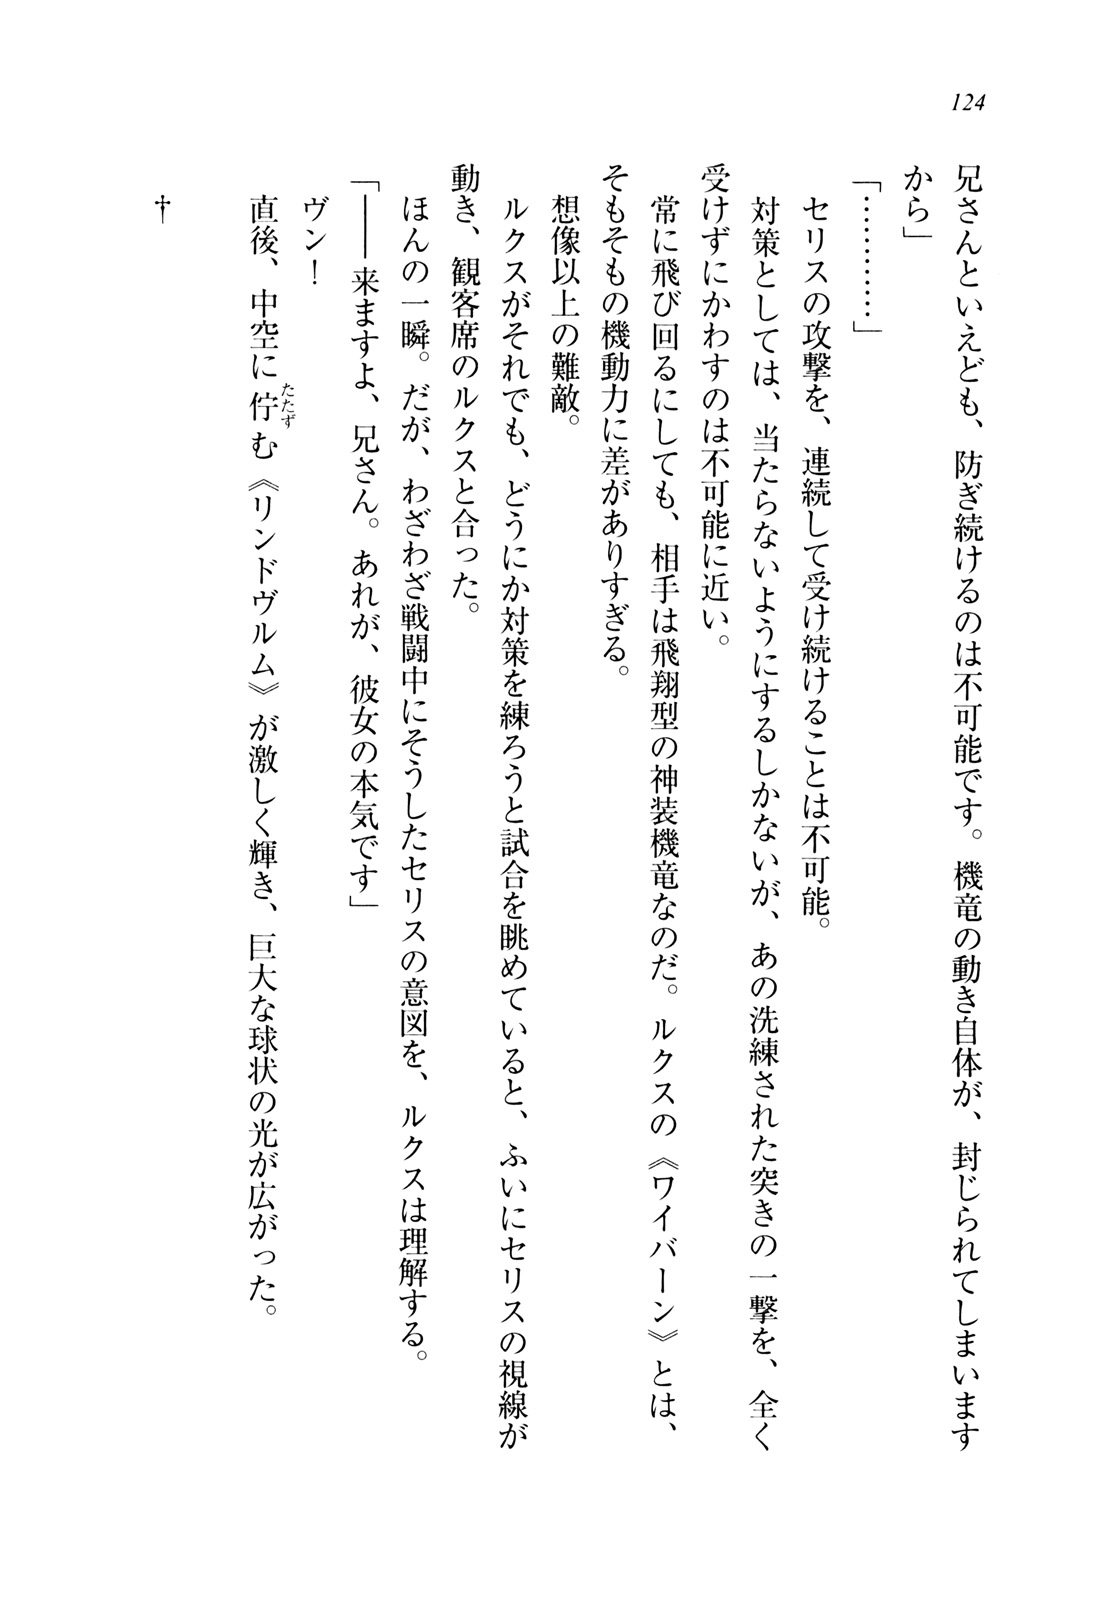 124
兄さんといえども、防ぎ続けるのは不可能です。機竜の動き自体が、封じられてしまいます
から」
「…………」
セリスの攻撃を、連続して受け続けることは不可能。
対策としては、当たらないようにするしかないが、あの洗練された突きの一撃を、全く
受けずにかわすのは不可能に近い。
常に飛び回るにしても、相手は飛翔型の神装機竜なのだ。ルクスの《ワイバーン》とは、
そもそもの機動力に差がありすぎる。
想像以上の難敵。
ルクスがそれでも、どうにか対策を練ろうと試合を眺めていると、ふいにセリスの視線が
動き、観客席のルクスと合った。
ほんの一瞬。だが、わざわざ戦闘中にそうしたセリスの意図を、ルクスは理解する。
「――来ますよ、兄さん。あれが、彼女の本気です」
ヴン！
直後、中空に佇む《リンドヴルム》が激しく輝き、巨大な球状の光が広がった。
たたず
†